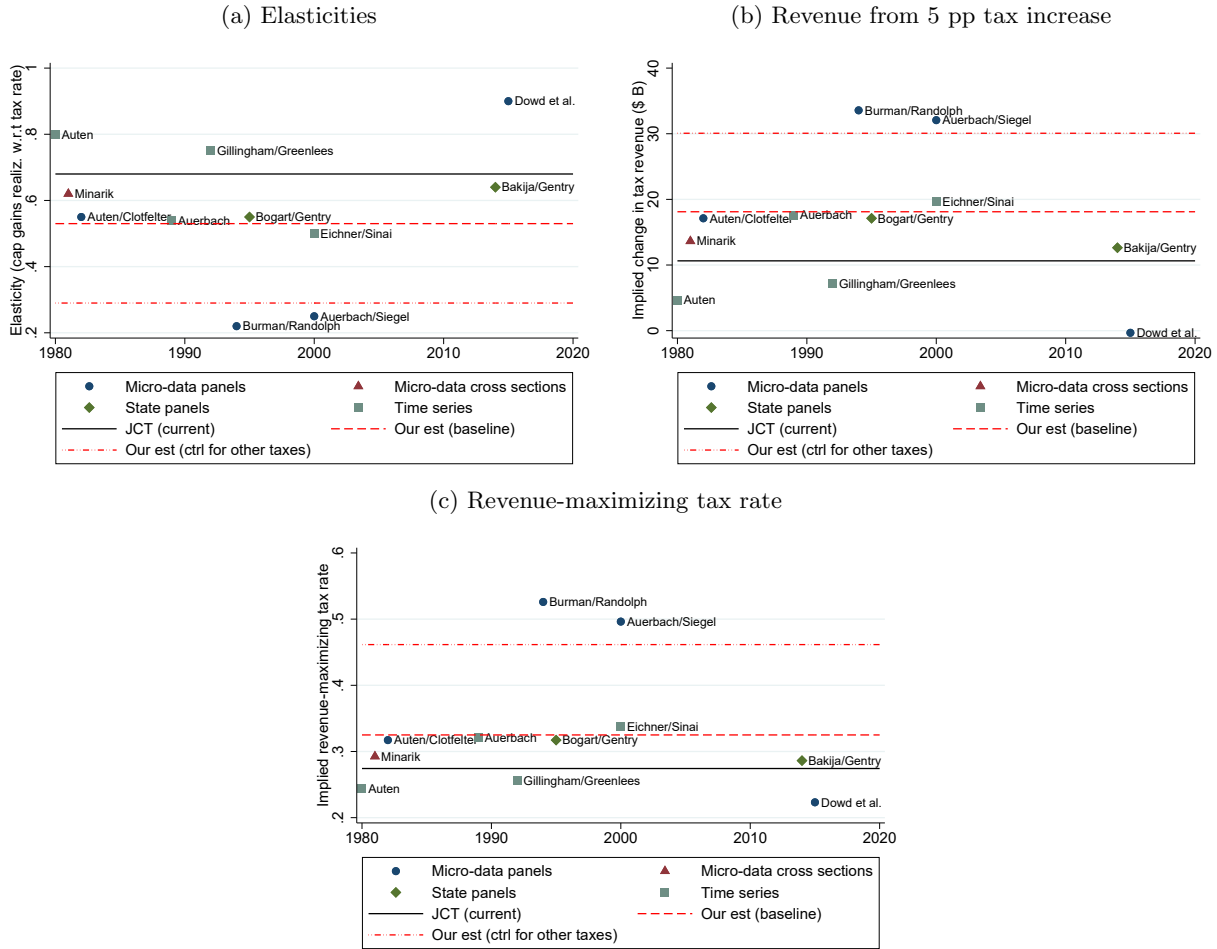 (a) Elasticities
Elasticity (cap gains realiz. w.r.t tax rate)
1
.8
.6
.4
.2
Dowd et al.
Auten
Gillingham/Greenlees
Minarik
Bakija/Gentry
Auten/Clotfelter
Auerbach
Bogart/Gentry
Eichner/Sinai
Auerbach/Siegel
Burman/Randolph
1980 1990 2000 2010 2020
Micro-data panels Micro-data cross sections
State panels Time series
JCT (current) Our est (baseline)
Our est (ctrl for other taxes)
(b) Revenue from 5 pp tax increase
Implied change in tax revenue ($ B)
40
30
20
10
0
Burman/Randolph
Auerbach/Siegel
Eichner/Sinai
Auten/Clotfelter
Auerbach
Bogart/Gentry
Minarik
Bakija/Gentry
Gillingham/Greenlees
Auten
Dowd et al.
1980 1990 2000 2010 2020
Micro-data panels Micro-data cross sections
State panels Time series
JCT (current) Our est (baseline)
Our est (ctrl for other taxes)
(c) Revenue-maximizing tax rate
Implied revenue-maximizing tax rate
.6
.5
.4
.3
.2
Burman/Randolph
Auerbach/Siegel
Eichner/Sinai
Auten/Clotfelter
Auerbach
Bogart/Gentry
Minarik
Bakija/Gentry
Gillingham/Greenlees
Auten
Dowd et al.
1980 1990 2000 2010 2020
Micro-data panels Micro-data cross sections
State panels Time series
JCT (current) Our est (baseline)
Our est (ctrl for other taxes)